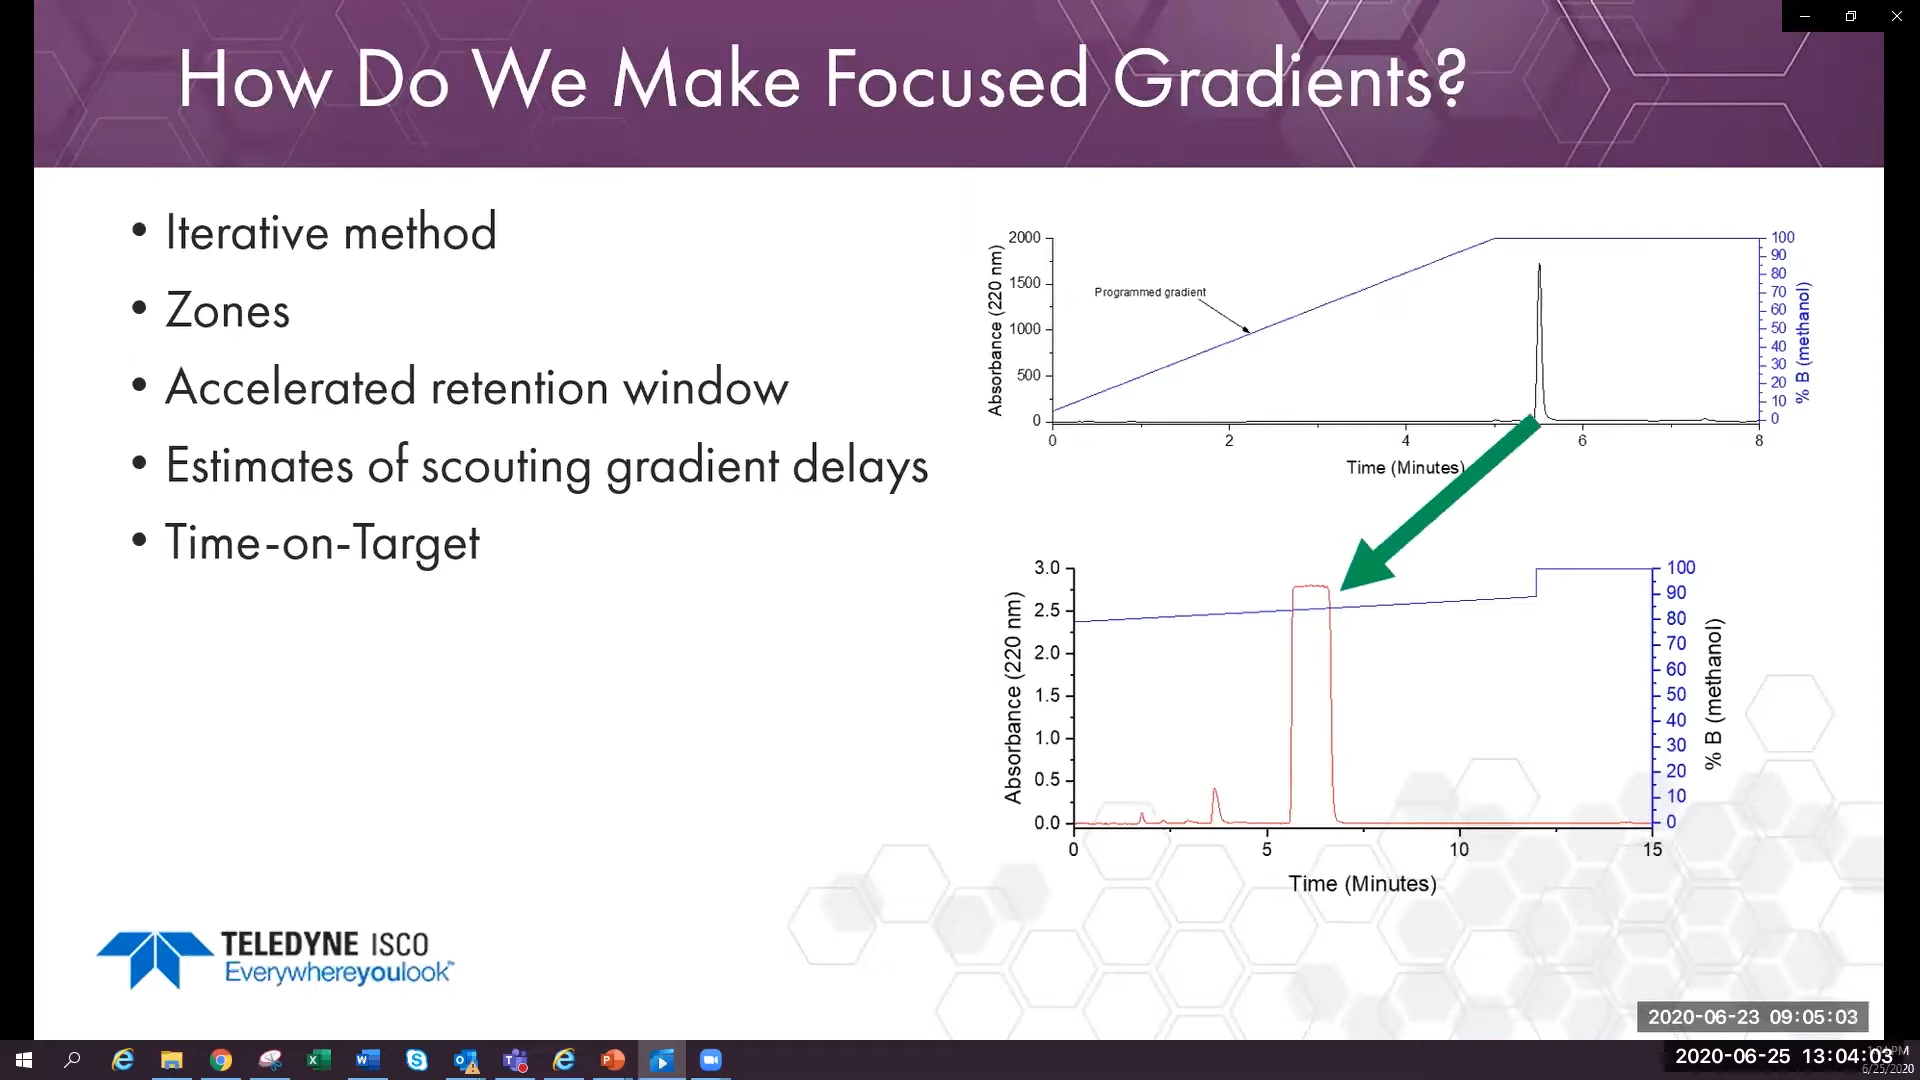 How Do We Make Focused Gradients?
• Iterative method
• Zones
• Accelerated retention window
• Estimates of scouting gradient delays
• Time-on-Target
2000
1500
1000
500
0
Absorbance (220 nm)
Programmed gradient
100
90
80
70
60
50
40
30
20
10
0
% B (methanol)
0 2 4 6 8
Time (Minutes)
3.0
2.5
2.0
1.5
1.0
0.5
0.0
Absorbance (220 nm)
100
90
80
70
60
50
40
30
20
10
0
% B (methanol)
0 5 10 15
Time (Minutes)
TELEDYNE ISCO
Everywhereyoulook™
2020-06-23 09:05:03
2020-06-25 13:04:03
6/25/2020